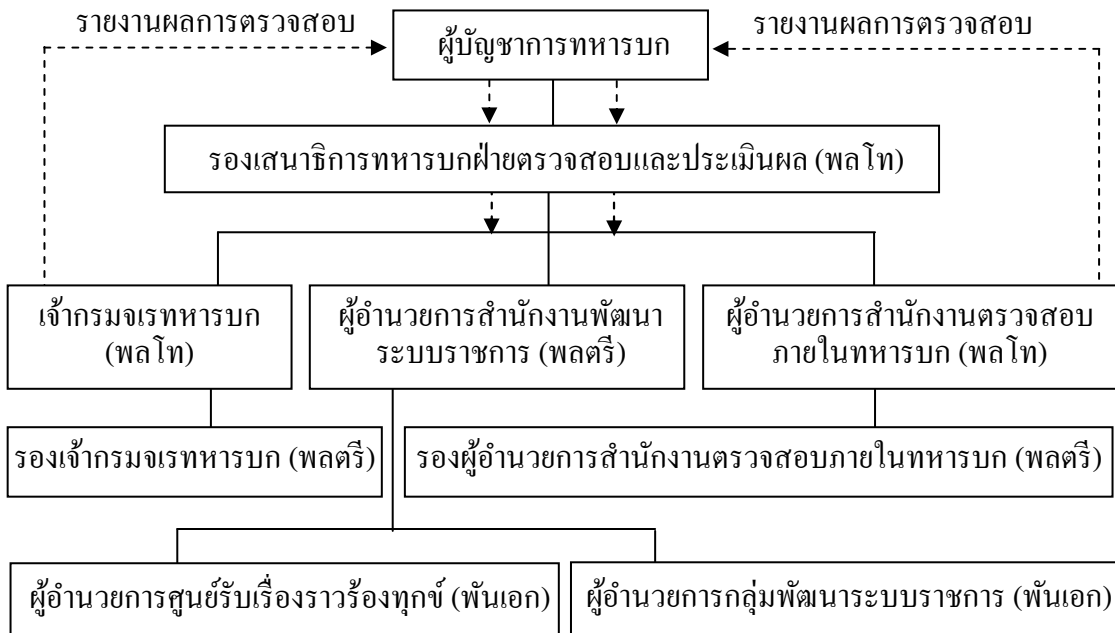 รายงานผลการตรวจสอบ
ผู้บัญชาการทหารบก
รายงานผลการตรวจสอบ
รองเสนาธิการทหารบกฝ่ายตรวจสอบและประเมินผล (พลโท)
เจ้ากรมจเรทหารบก
(พลโท)
ผู้อำนวยการสำนักงานพัฒนา
ระบบราชการ (พลตรี)
ผู้อำนวยการสำนักงานตรวจสอบ
ภายในทหารบก (พลโท)
รองเจ้ากรมจเรทหารบก (พลตรี)
รองผู้อำนวยการสำนักงานตรวจสอบภายในทหารบก (พลตรี)
ผู้อำนวยการศูนย์รับเรื่องราวร้องทุกข์ (พันเอก)
ผู้อำนวยการกลุ่มพัฒนาระบบราชการ (พันเอก)